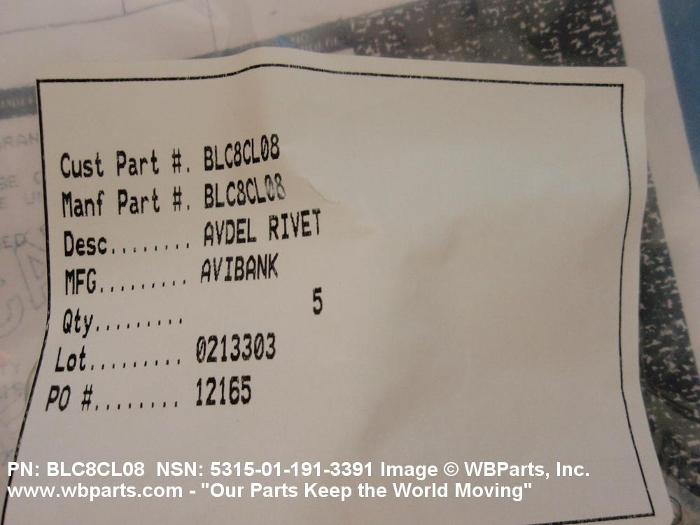 Cust Part #. BLC8CL08
Manf Part #. BLC8CL08
Desc........ AVDEL RIVET
MFG......... AVIBANK
Qty......... 5
Lot......... 0213303
PO #........ 12165
PN: BLC8CL08 NSN: 5315-01-191-3391 Image © WBParts, Inc.
www.wbparts.com - "Our Parts Keep the World Moving"